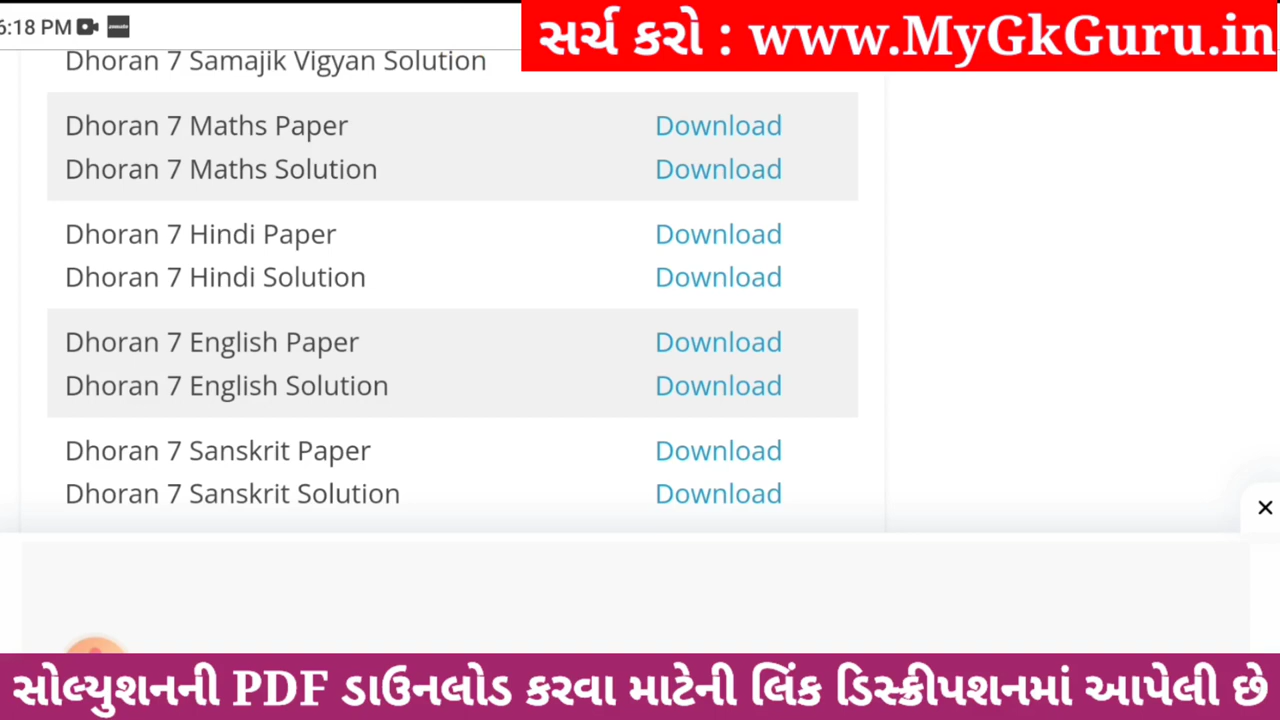 6:18 PM
સર્ચ કરો : www.MyGkGuru.in
Dhoran 7 Samajik Vigyan Solution
Dhoran 7 Maths Paper Download
Dhoran 7 Maths Solution Download
Dhoran 7 Hindi Paper Download
Dhoran 7 Hindi Solution Download
Dhoran 7 English Paper Download
Dhoran 7 English Solution Download
Dhoran 7 Sanskrit Paper Download
Dhoran 7 Sanskrit Solution Download
સોલ્યુશનની PDF ડાઉનલોડ કરવા માટેની લિંક ડિસ્ક્રીપશનમાં આપેલી છે